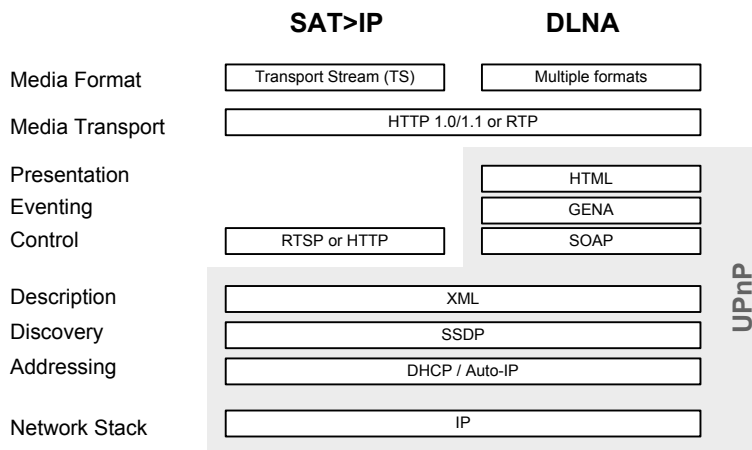 SAT>IP DLNA
Media Format Transport Stream (TS) Multiple formats
Media Transport HTTP 1.0/1.1 or RTP
Presentation HTML
Eventing GENA
Control RTSP or HTTP SOAP
UPnP
Description XML
Discovery SSDP
Addressing DHCP / Auto-IP
Network Stack IP